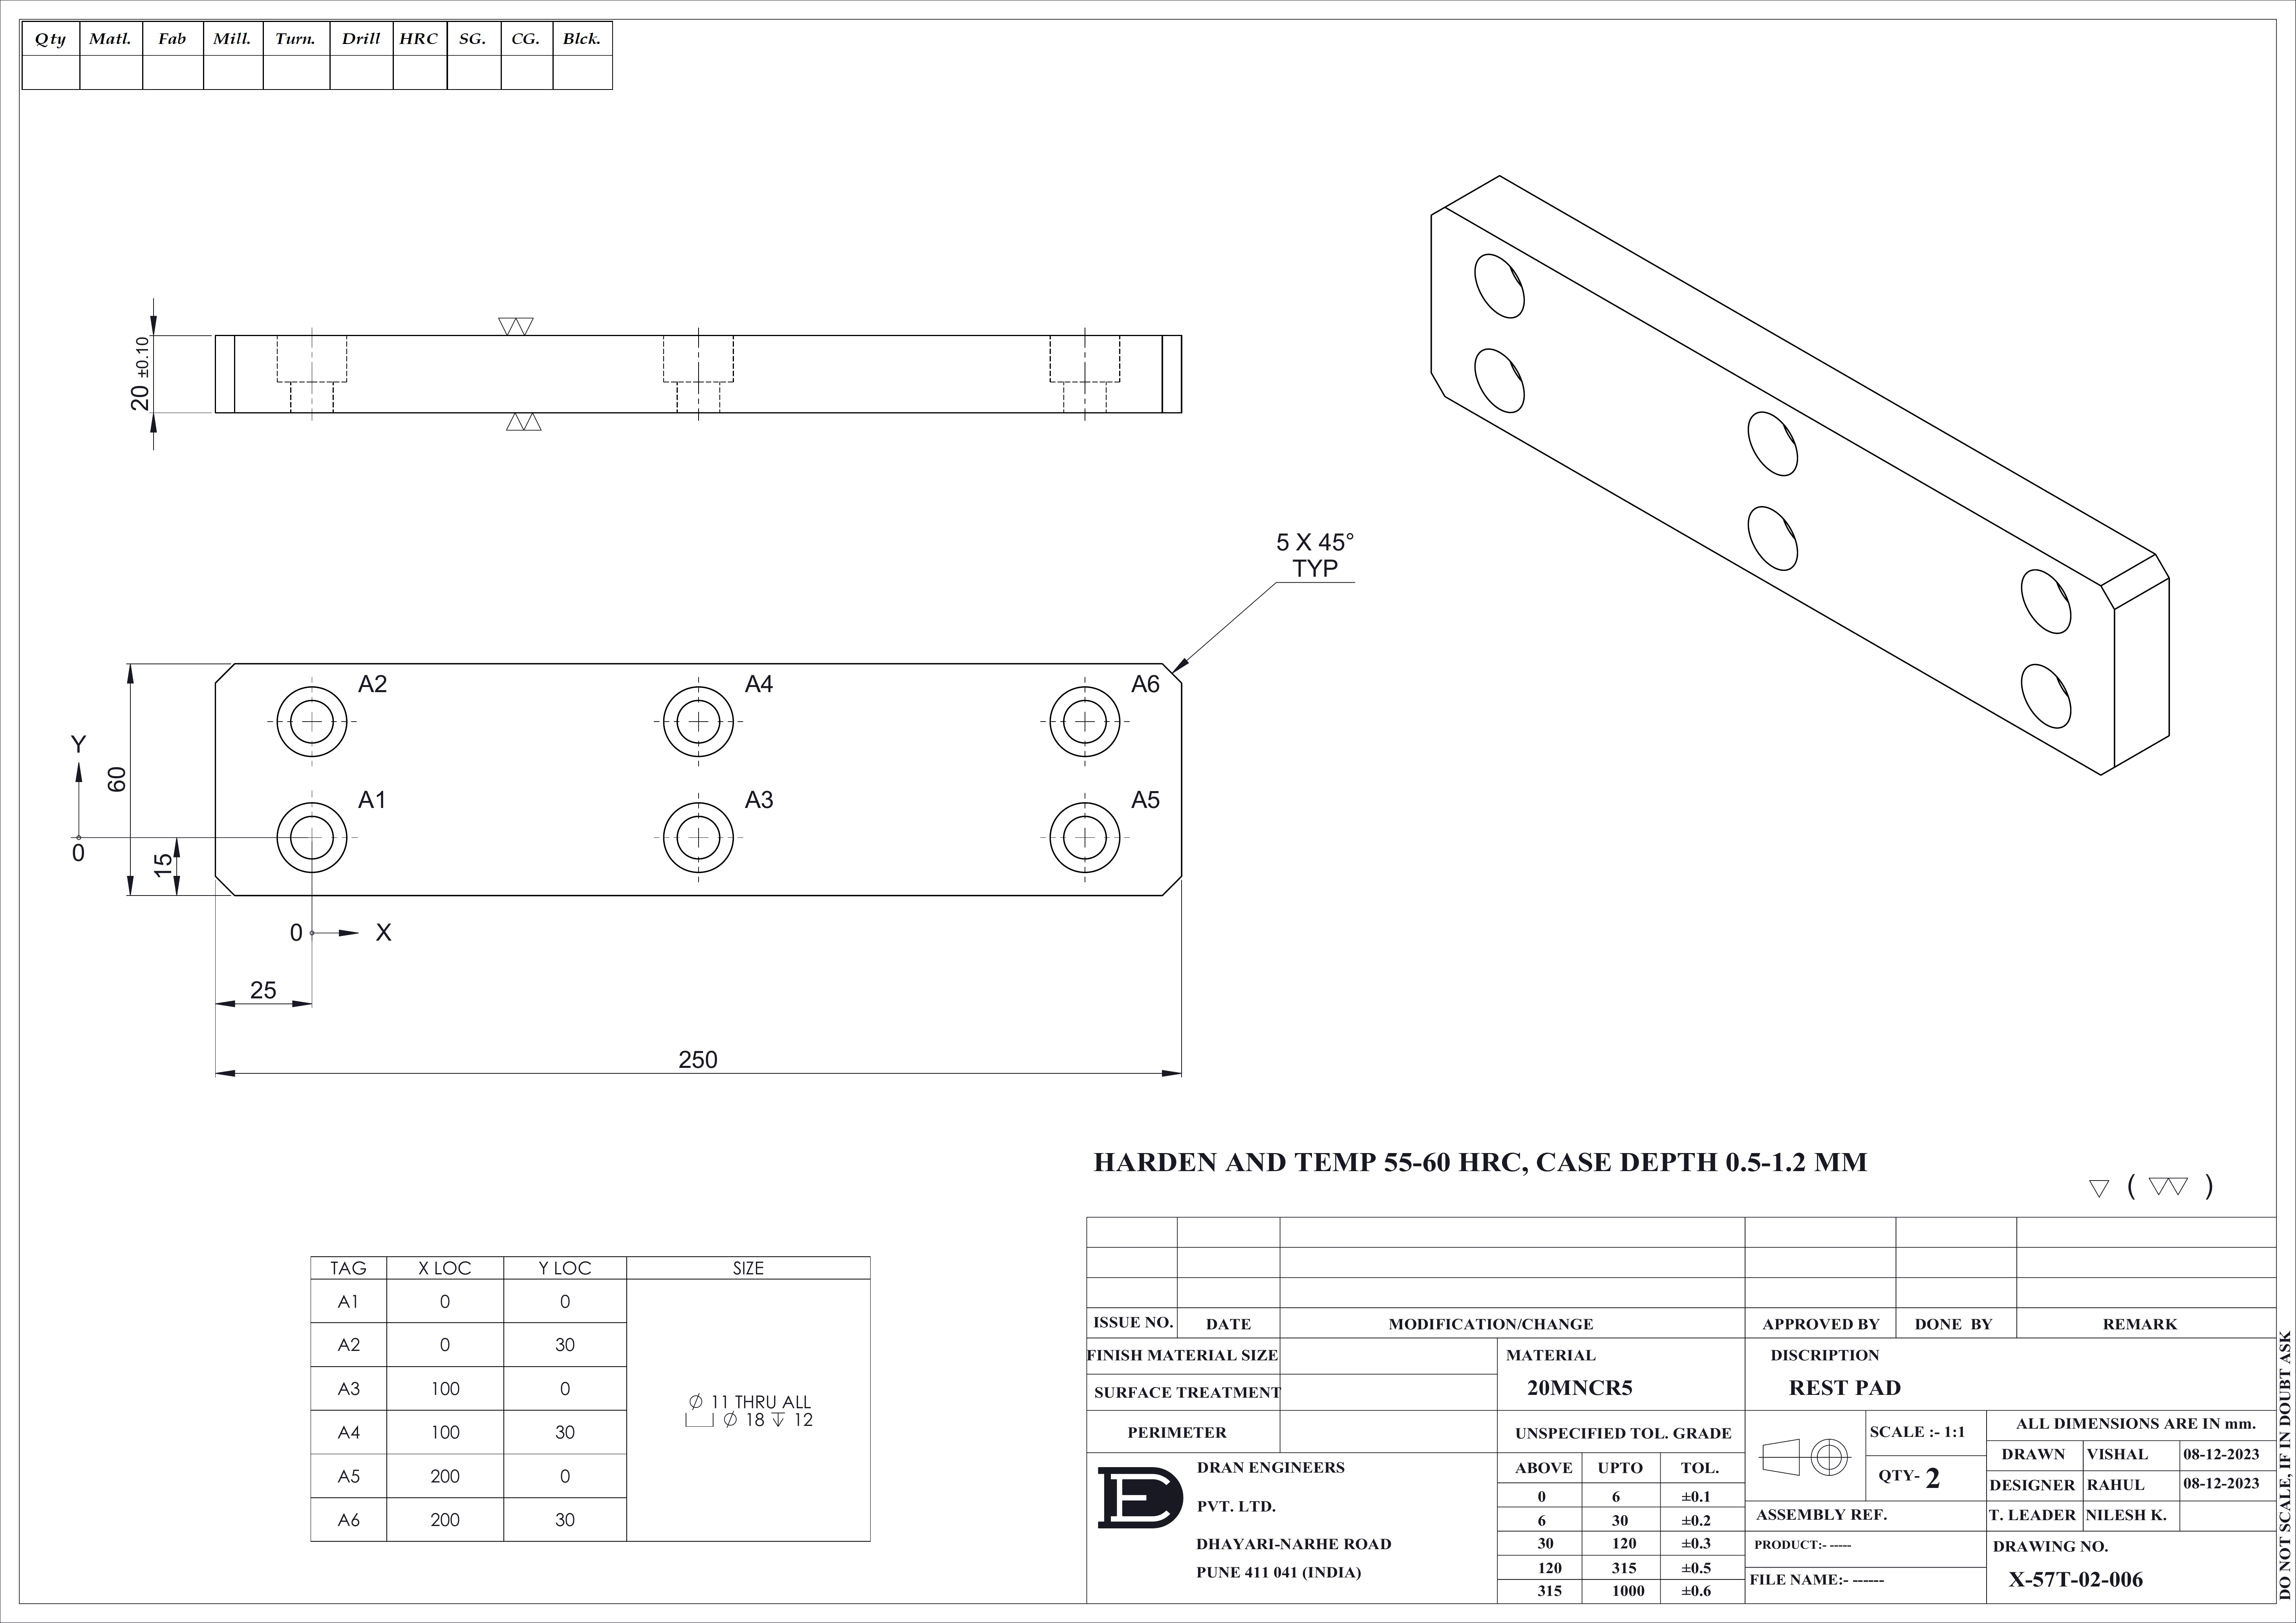 Qty Matl. Fab Mill. Turn. Drill HRC SG. CG. Blck.
20 ±0.10
5 X 45°
TYP
A2 A4 A6
A1 A3 A5
Y
0
60
15
0 X
25
250
HARDEN AND TEMP 55-60 HRC, CASE DEPTH 0.5-1.2 MM
( )
TAG X LOC Y LOC SIZE
A1 0 0
A2 0 30
A3 100 0
A4 100 30
A5 200 0
A6 200 30
∅ 11 THRU ALL
⌴ ∅ 18 ↧ 12
ISSUE NO. DATE MODIFICATION/CHANGE APPROVED BY DONE BY REMARK
FINISH MATERIAL SIZE
SURFACE TREATMENT
PERIMETER
MATERIAL
20MNCR5
DISCRIPTION
REST PAD
UNSPECIFIED TOL. GRADE
ABOVE UPTO TOL.
0 6 ±0.1
6 30 ±0.2
30 120 ±0.3
120 315 ±0.5
315 1000 ±0.6
DRAN ENGINEERS
PVT. LTD.
DHAYARI-NARHE ROAD
PUNE 411 041 (INDIA)
SCALE :- 1:1
QTY- 2
ALL DIMENSIONS ARE IN mm.
DRAWN VISHAL 08-12-2023
DESIGNER RAHUL 08-12-2023
T. LEADER NILESH K.
ASSEMBLY REF.
PRODUCT:- -----
FILE NAME:- ------
DRAWING NO.
X-57T-02-006
DO NOT SCALE, IF IN DOUBT ASK